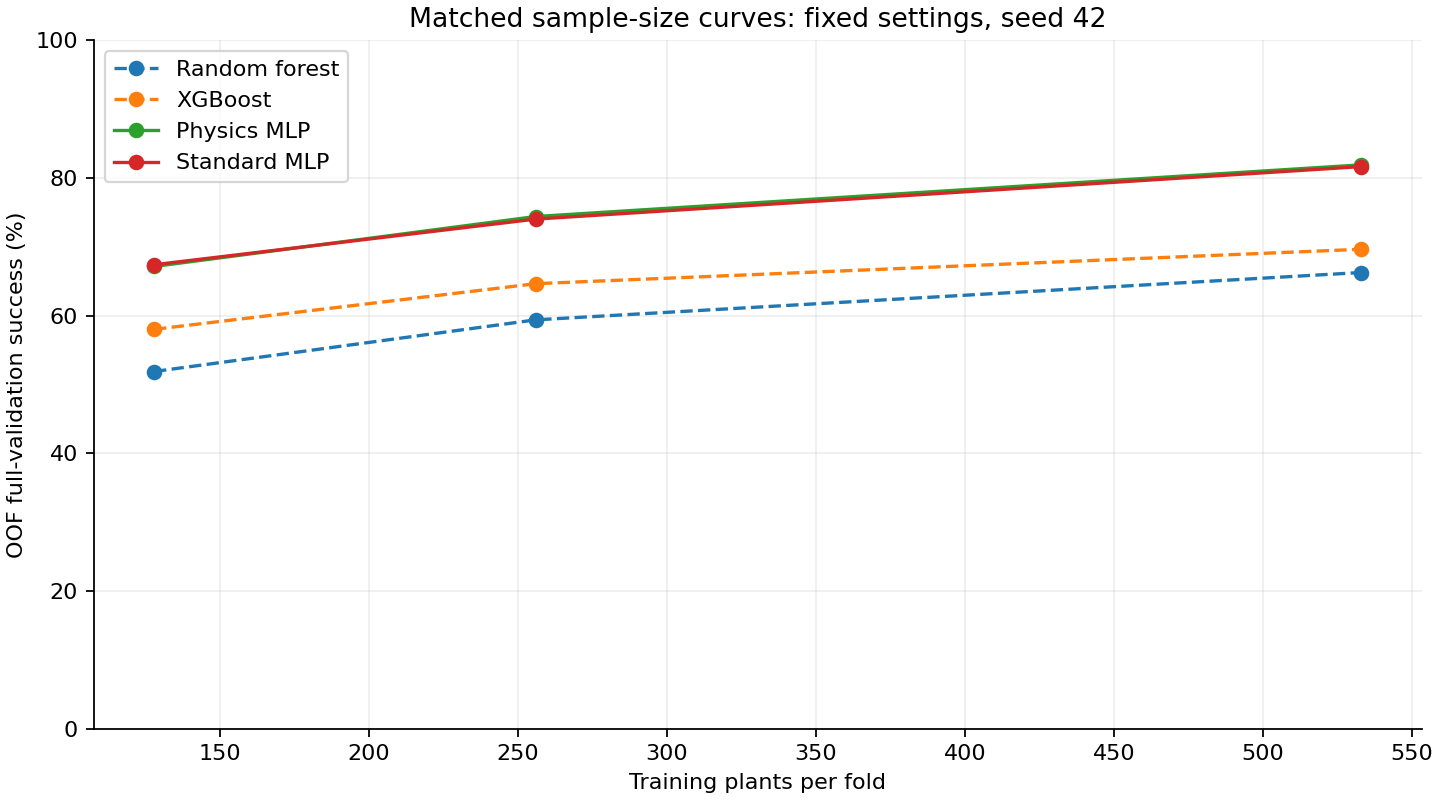 Matched sample-size curves: fixed settings, seed 42
100
80
60
40
20
0
OOF full-validation success (%)
Random forest
XGBoost
Physics MLP
Standard MLP
150 200 250 300 350 400 450 500 550
Training plants per fold